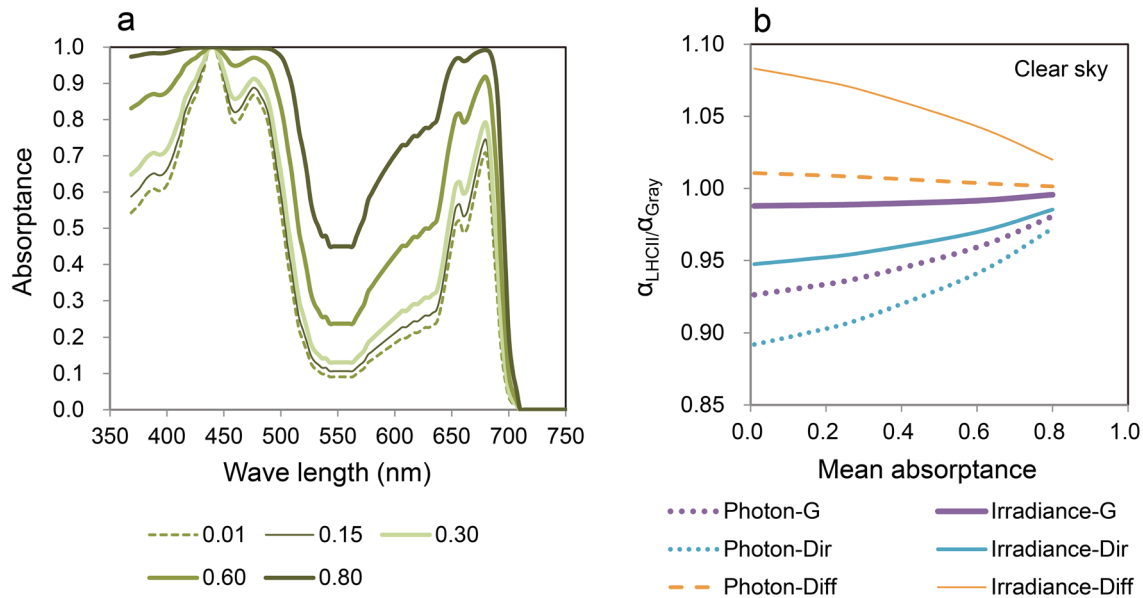 a
Absorptance
1.0
0.9
0.8
0.7
0.6
0.5
0.4
0.3
0.2
0.1
0.0
350 400 450 500 550 600 650 700 750
Wave length (nm)
0.01 0.15 0.30
0.60 0.80
b
Clear sky
αLHCII/αGray
1.10
1.05
1.00
0.95
0.90
0.85
0.0 0.2 0.4 0.6 0.8 1.0
Mean absorptance
Photon-G Irradiance-G
Photon-Dir Irradiance-Dir
Photon-Diff Irradiance-Diff